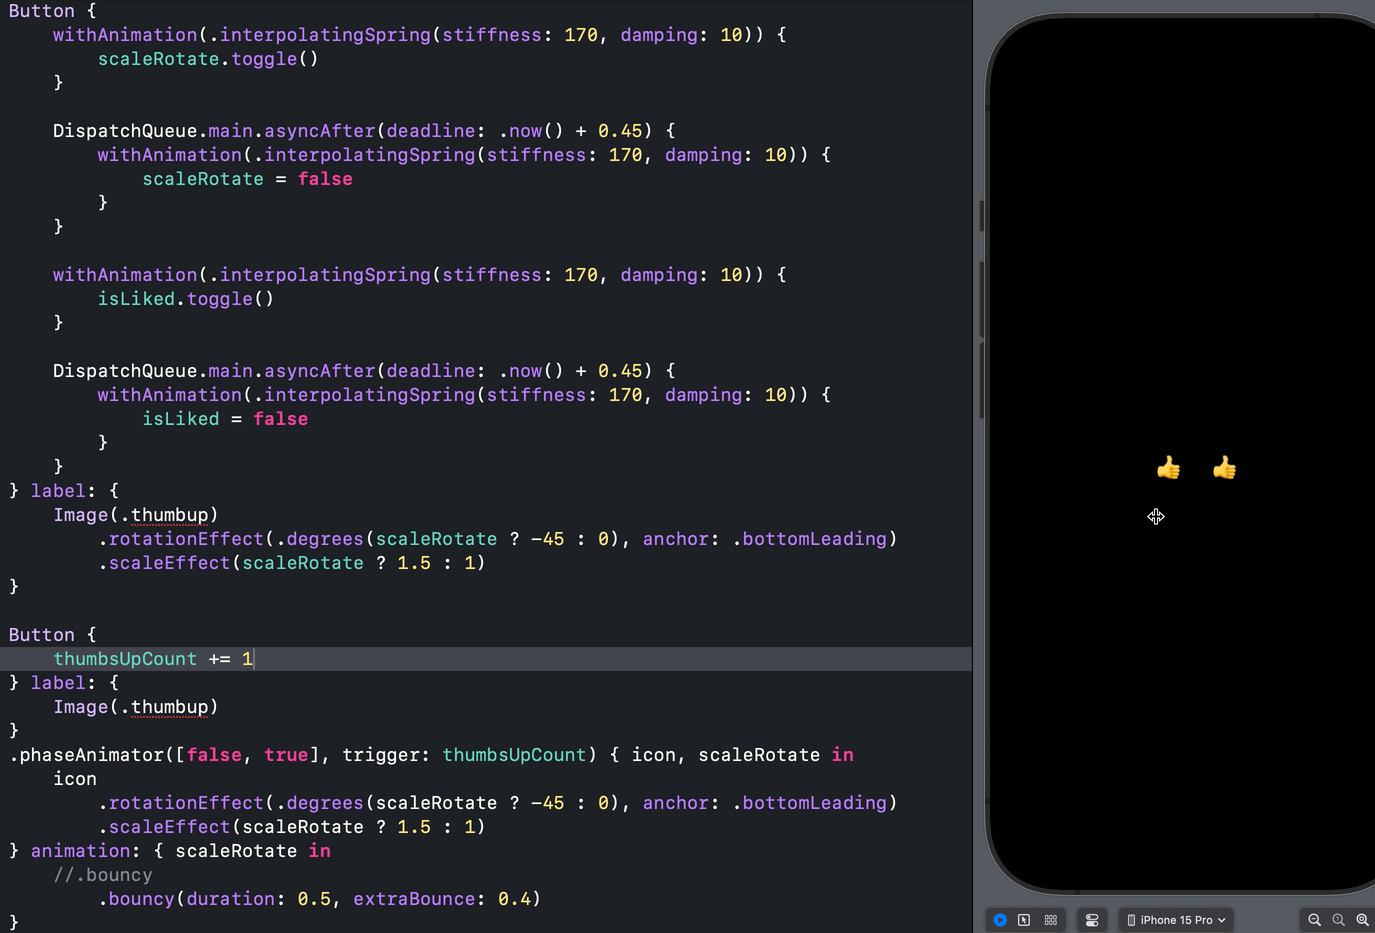 Button {
    withAnimation(.interpolatingSpring(stiffness: 170, damping: 10)) {
        scaleRotate.toggle()
    }

    DispatchQueue.main.asyncAfter(deadline: .now() + 0.45) {
        withAnimation(.interpolatingSpring(stiffness: 170, damping: 10)) {
            scaleRotate = false
        }
    }

    withAnimation(.interpolatingSpring(stiffness: 170, damping: 10)) {
        isLiked.toggle()
    }

    DispatchQueue.main.asyncAfter(deadline: .now() + 0.45) {
        withAnimation(.interpolatingSpring(stiffness: 170, damping: 10)) {
            isLiked = false
        }
    }
} label: {
    Image(.thumbup)
        .rotationEffect(.degrees(scaleRotate ? -45 : 0), anchor: .bottomLeading)
        .scaleEffect(scaleRotate ? 1.5 : 1)
}

Button {
    thumbsUpCount += 1
} label: {
    Image(.thumbup)
}
.phaseAnimator([false, true], trigger: thumbsUpCount) { icon, scaleRotate in
    icon
        .rotationEffect(.degrees(scaleRotate ? -45 : 0), anchor: .bottomLeading)
        .scaleEffect(scaleRotate ? 1.5 : 1)
} animation: { scaleRotate in
    //.bouncy
        .bouncy(duration: 0.5, extraBounce: 0.4)
}
iPhone 15 Pro